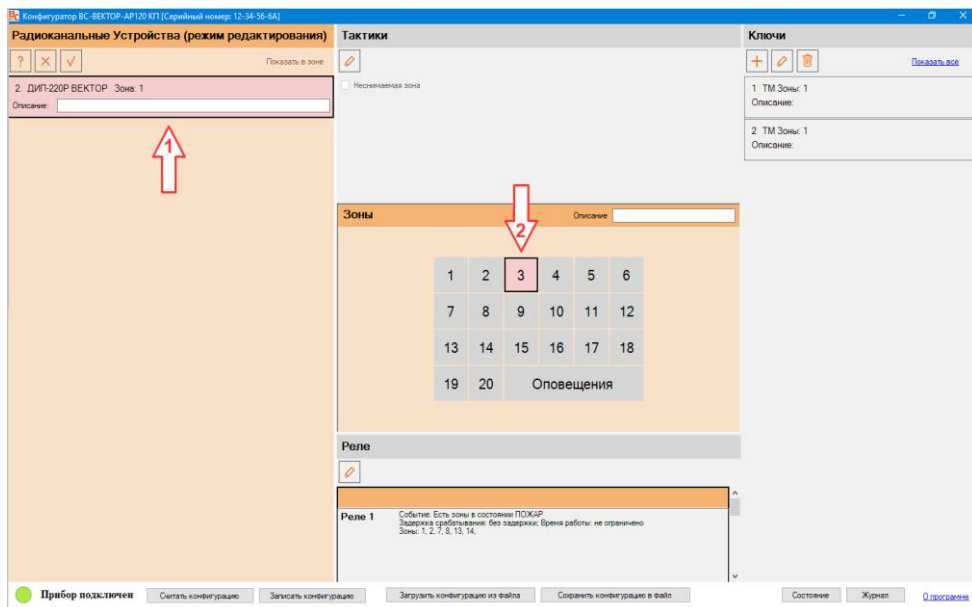 Конфигуратор ВС-ВЕКТОР-АР120 КП [Серийный номер: 12-34-56-6A]
Радиоканальные Устройства (режим редактирования)
? Показать в зоне
2. ДИП-220Р ВЕКТОР Зона: 1
Описание:
1
Тактики
Неснимаемая зона
Зоны
Описание
2
1 2 3 4 5 6
7 8 9 10 11 12
13 14 15 16 17 18
19 20 Оповещения
Реле
Реле 1
Событие: Есть зоны в состоянии ПОЖАР
Задержка срабатывания: без задержки; Время работы: не ограничено
Зоны: 1, 2, 7, 8, 13, 14,
Ключи
Показать все
1 ТМ Зоны: 1
Описание:
2 ТМ Зоны: 1
Описание:
Прибор подключен
Считать конфигурацию
Записать конфигурацию
Загрузить конфигурацию из файла
Сохранить конфигурацию в файл
Состояние
Журнал
О программе